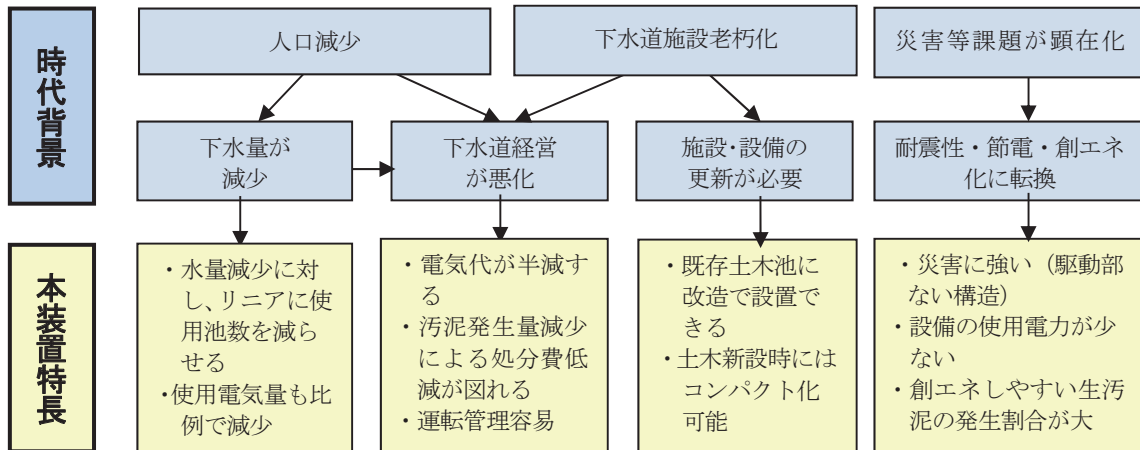 時代背景
人口減少
下水道施設老朽化
災害等課題が顕在化
下水量が
減少
下水道経営
が悪化
施設・設備の
更新が必要
耐震性・節電・創エネ
化に転換
本装置特長
・水量減少に対
し、リニアに使
用池数を減ら
せる
・使用電気量も比
例で減少
・電気代が半減す
る
・汚泥発生量減少
による処分費低
減が図れる
・運転管理容易
・既存土木池に
改造で設置で
きる
・土木新設時には
コンパクト化
可能
・災害に強い（駆動部
ない構造）
・設備の使用電力が少
ない
・創エネしやすい生汚
泥の発生割合が大